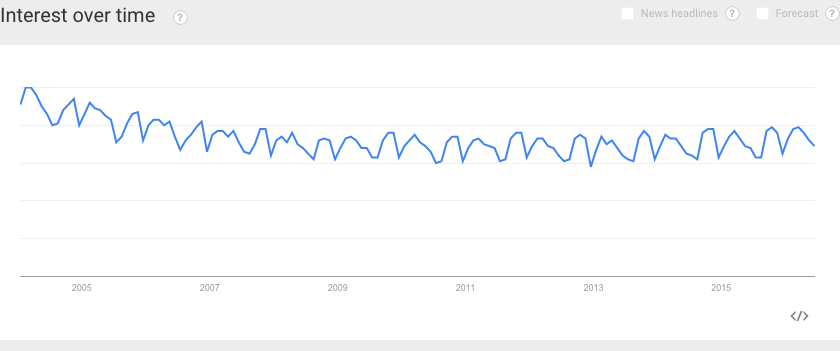 Interest over time ?
News headlines ? Forecast ?
2005 2007 2009 2011 2013 2015
</>